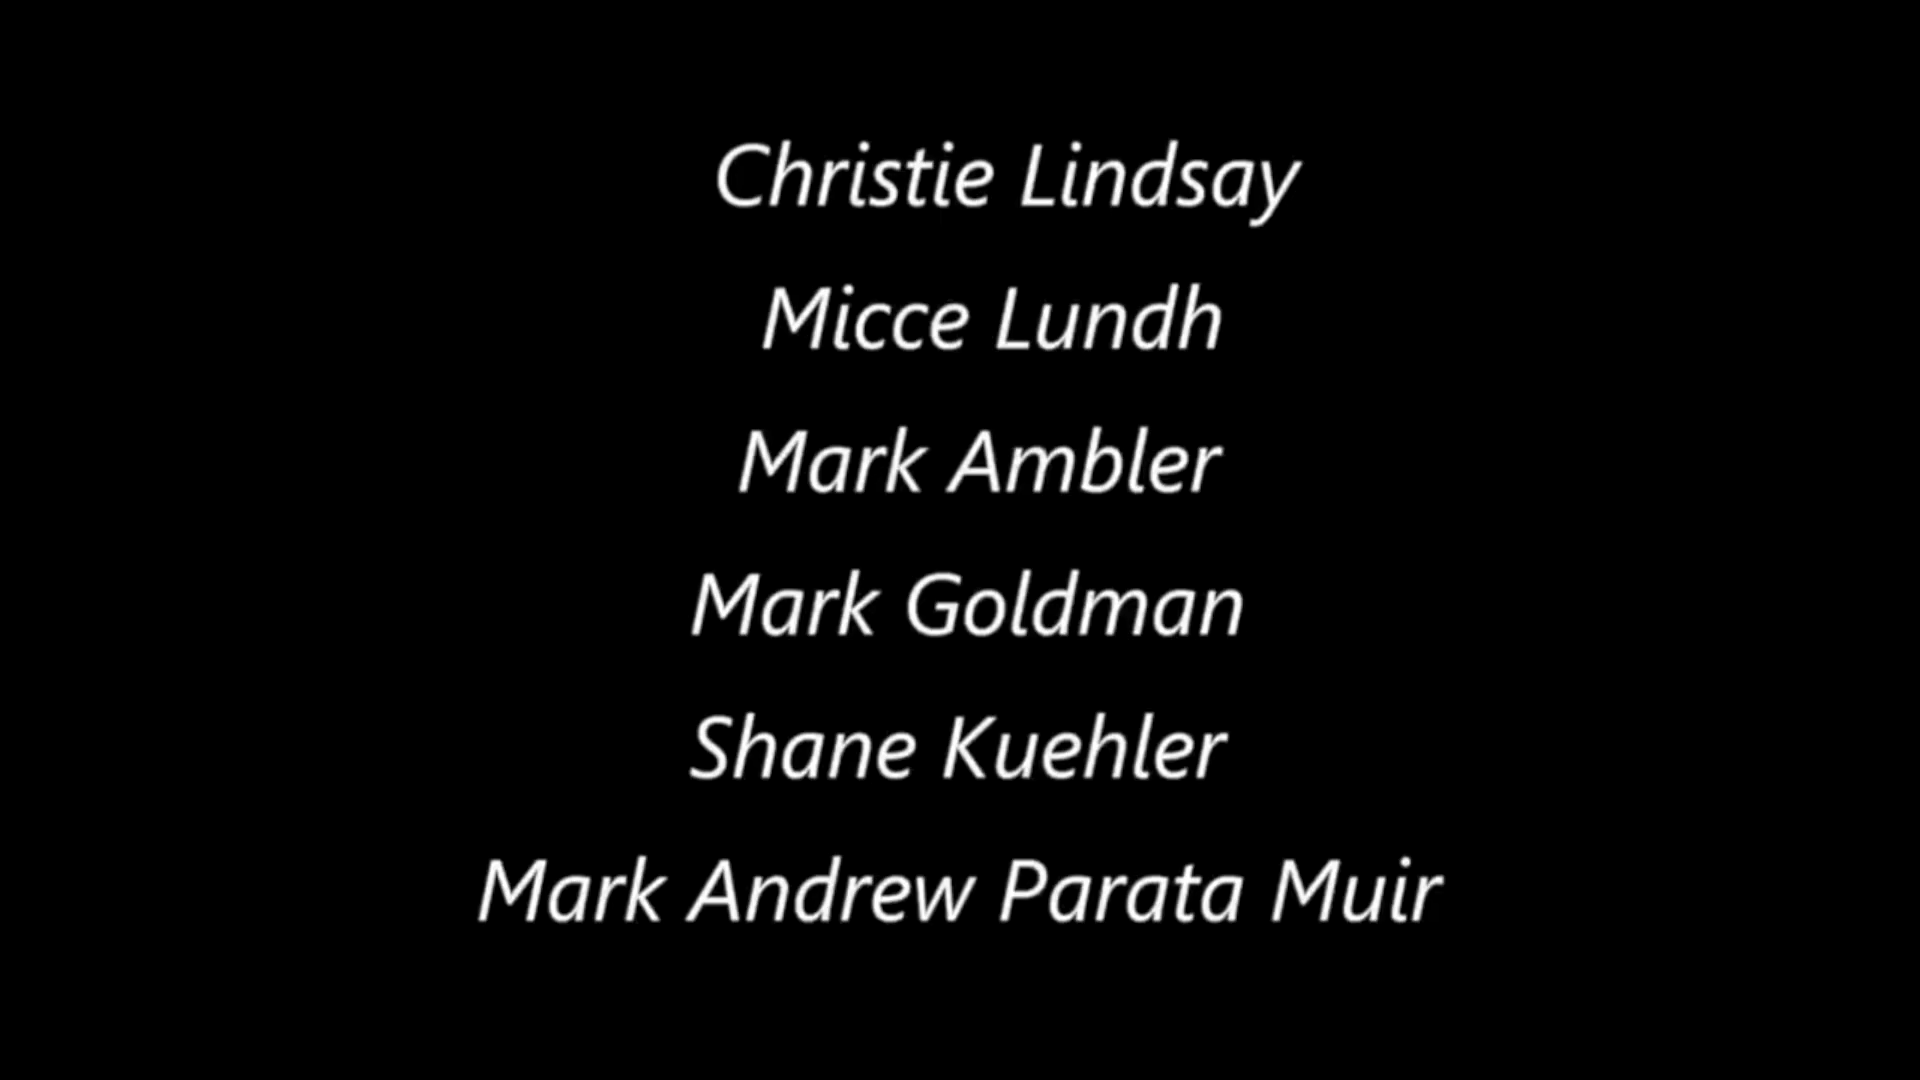 Christie Lindsay
Micce Lundh
Mark Ambler
Mark Goldman
Shane Kuehler
Mark Andrew Parata Muir